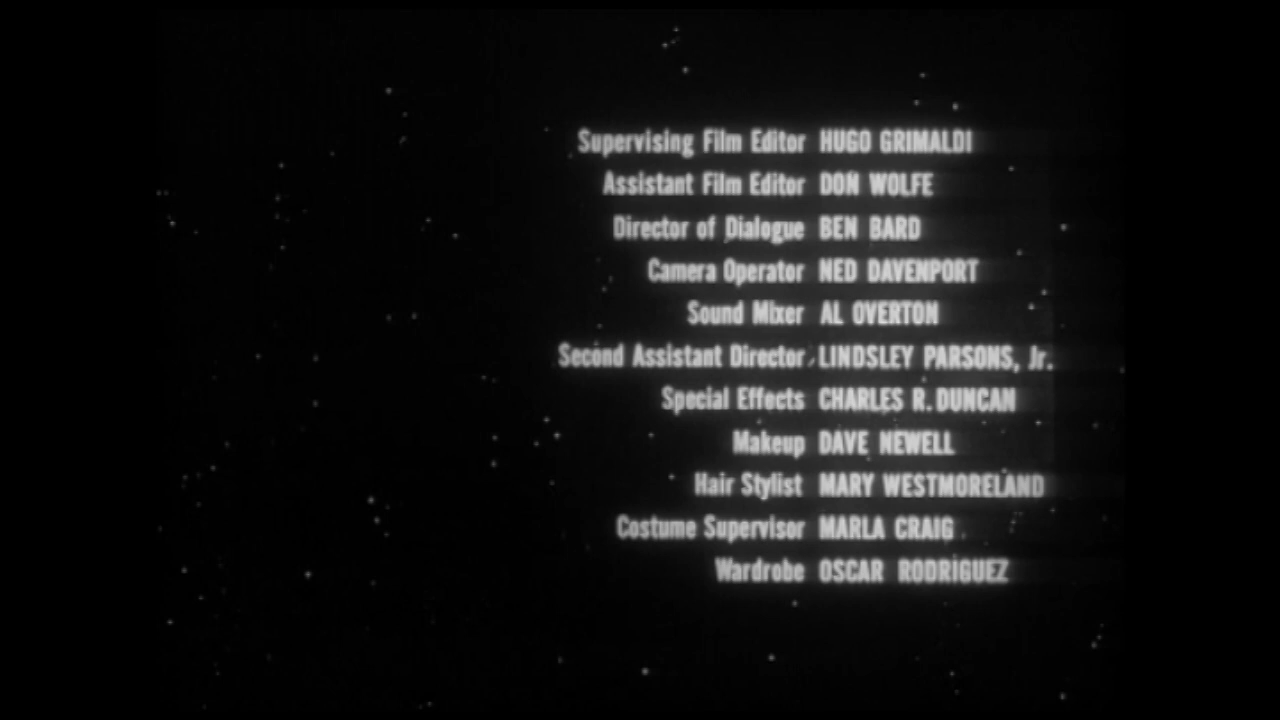 Supervising Film Editor HUGO GRIMALDI
Assistant Film Editor DON WOLFE
Director of Dialogue BEN BARD
Camera Operator NED DAVENPORT
Sound Mixer AL OVERTON
Second Assistant Director LINDSLEY PARSONS, Jr.
Special Effects CHARLES R. DUNCAN
Makeup DAVE NEWELL
Hair Stylist MARY WESTMORELAND
Costume Supervisor MARLA CRAIG
Wardrobe OSCAR RODRIGUEZ